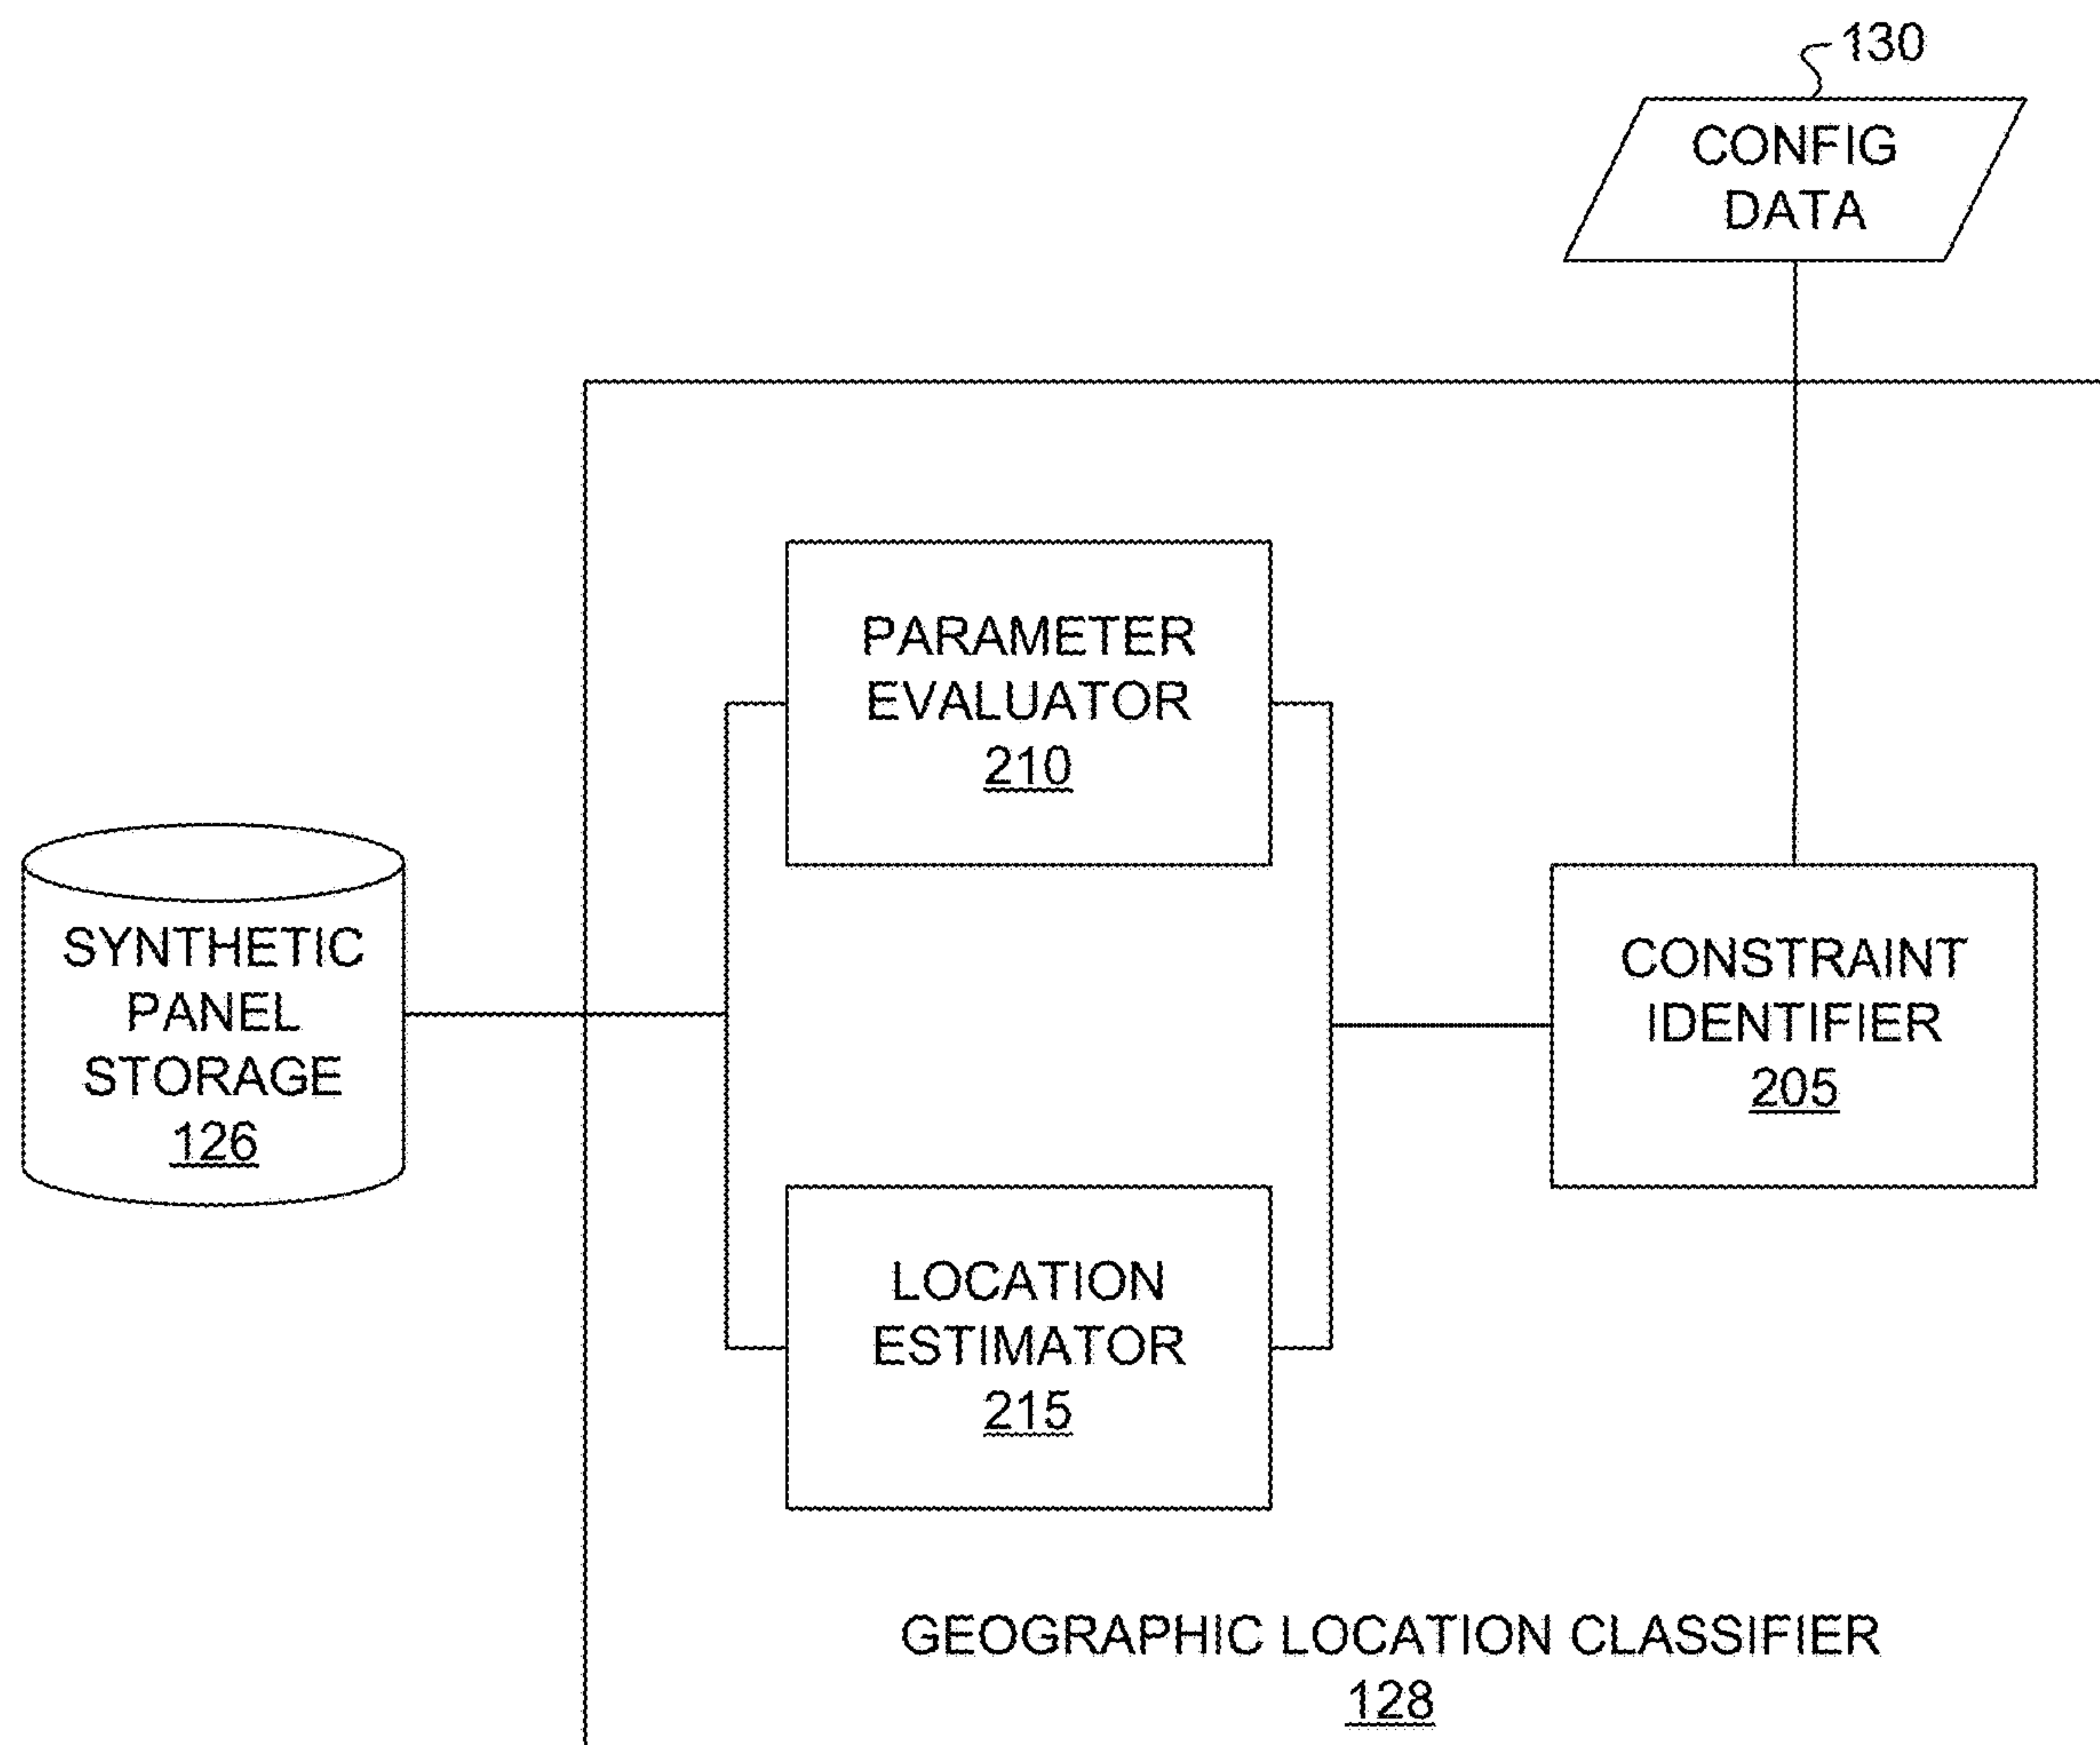 130
CONFIG
DATA
PARAMETER
EVALUATOR
210
SYNTHETIC
PANEL
STORAGE
126
CONSTRAINT
IDENTIFIER
205
LOCATION
ESTIMATOR
215
GEOGRAPHIC LOCATION CLASSIFIER
128